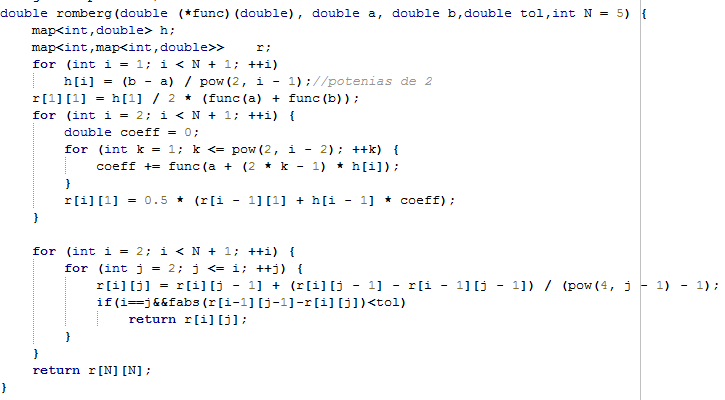 double romberg(double (*func)(double), double a, double b,double tol,int N = 5) {
    map<int,double> h;
    map<int,map<int,double>>    r;
    for (int i = 1; i < N + 1; ++i)
        h[i] = (b - a) / pow(2, i - 1);//potenias de 2
    r[1][1] = h[1] / 2 * (func(a) + func(b));
    for (int i = 2; i < N + 1; ++i) {
        double coeff = 0;
        for (int k = 1; k <= pow(2, i - 2); ++k) {
            coeff += func(a + (2 * k - 1) * h[i]);
        }
        r[i][1] = 0.5 * (r[i - 1][1] + h[i - 1] * coeff);
    }

    for (int i = 2; i < N + 1; ++i) {
        for (int j = 2; j <= i; ++j) {
            r[i][j] = r[i][j - 1] + (r[i][j - 1] - r[i - 1][j - 1]) / (pow(4, j - 1) - 1);
            if(i==j&&fabs(r[i-1][j-1]-r[i][j])<tol)
                return r[i][j];
        }
    }
    return r[N][N];
}